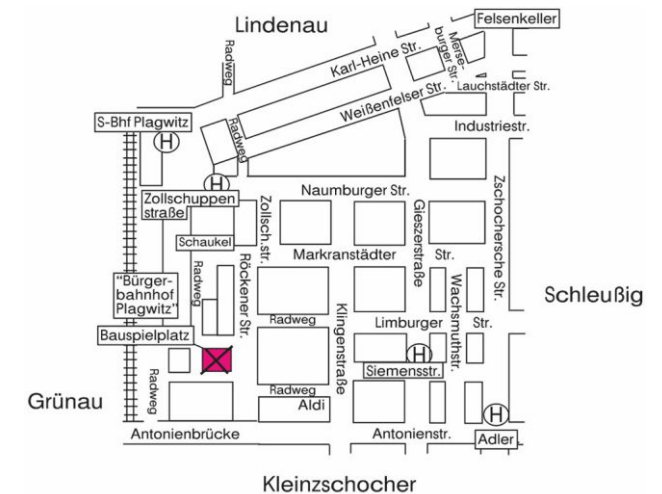 Lindenau
Felsenkeller
Radweg
Karl-Heine Str.
Merse-
burger Str.
Lauchstädter Str.
Weißenfelser Str.
S-Bhf Plagwitz
H
Radweg
Industriestr.
H
Zollschuppen
straße
Naumburger Str.
Zollsch.str.
Gieszerstraße
Zschochersche Str.
Schaukel
Markranstädter Str.
Radweg
Röckener Str.
"Bürger-
bahnhof
Plagwitz"
Wachsmuthstr.
Schleußig
Klingenstraße
Radweg
Limburger Str.
Bauspielplatz
H
Siemensstr.
Grünau
Radweg
Radweg
Aldi
H
Antonienbrücke
Antonienstr.
Adler
Kleinzschocher